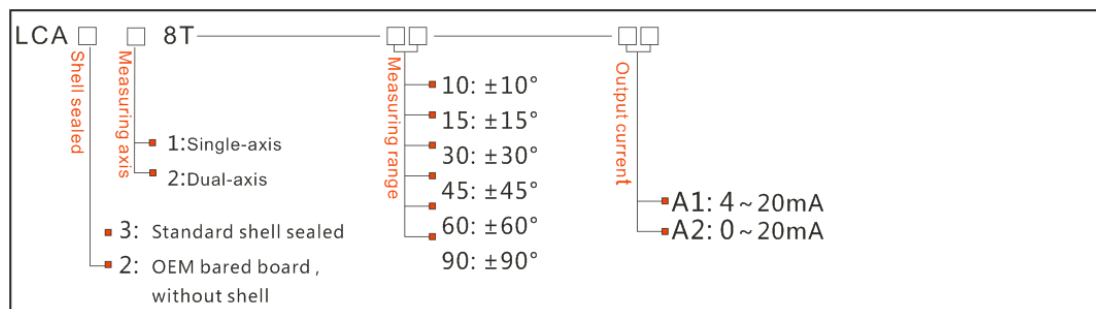 LCA□ □ 8T □□ □□
Shell sealed
Measuring axis
1:Single-axis
2:Dual-axis
3: Standard shell sealed
2: OEM bared board ,
without shell
Measuring range
10: ±10°
15: ±15°
30: ±30°
45: ±45°
60: ±60°
90: ±90°
Output current
A1: 4~20mA
A2: 0~20mA